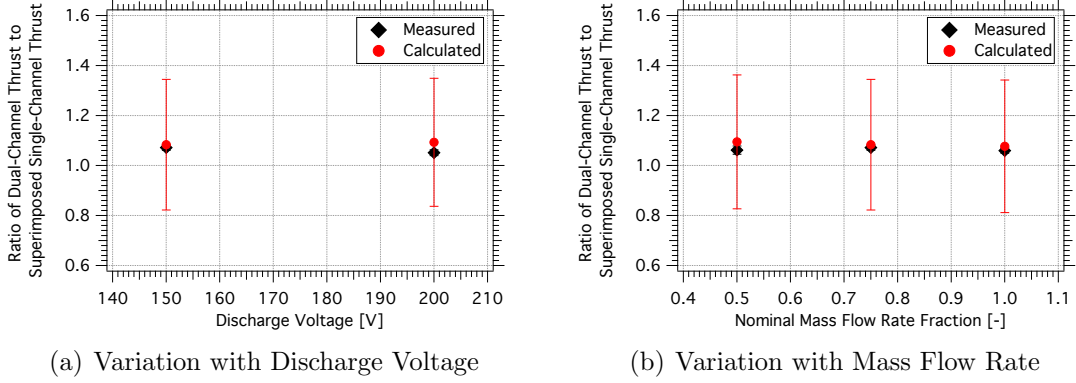 Ratio of Dual-Channel Thrust to
Superimposed Single-Channel Thrust
1.6
1.4
1.2
1.0
0.8
0.6
Measured
Calculated
140 150 160 170 180 190 200 210
Discharge Voltage [V]
(a) Variation with Discharge Voltage
Ratio of Dual-Channel Thrust to
Superimposed Single-Channel Thrust
1.6
1.4
1.2
1.0
0.8
0.6
Measured
Calculated
0.4 0.5 0.6 0.7 0.8 0.9 1.0 1.1
Nominal Mass Flow Rate Fraction [-]
(b) Variation with Mass Flow Rate